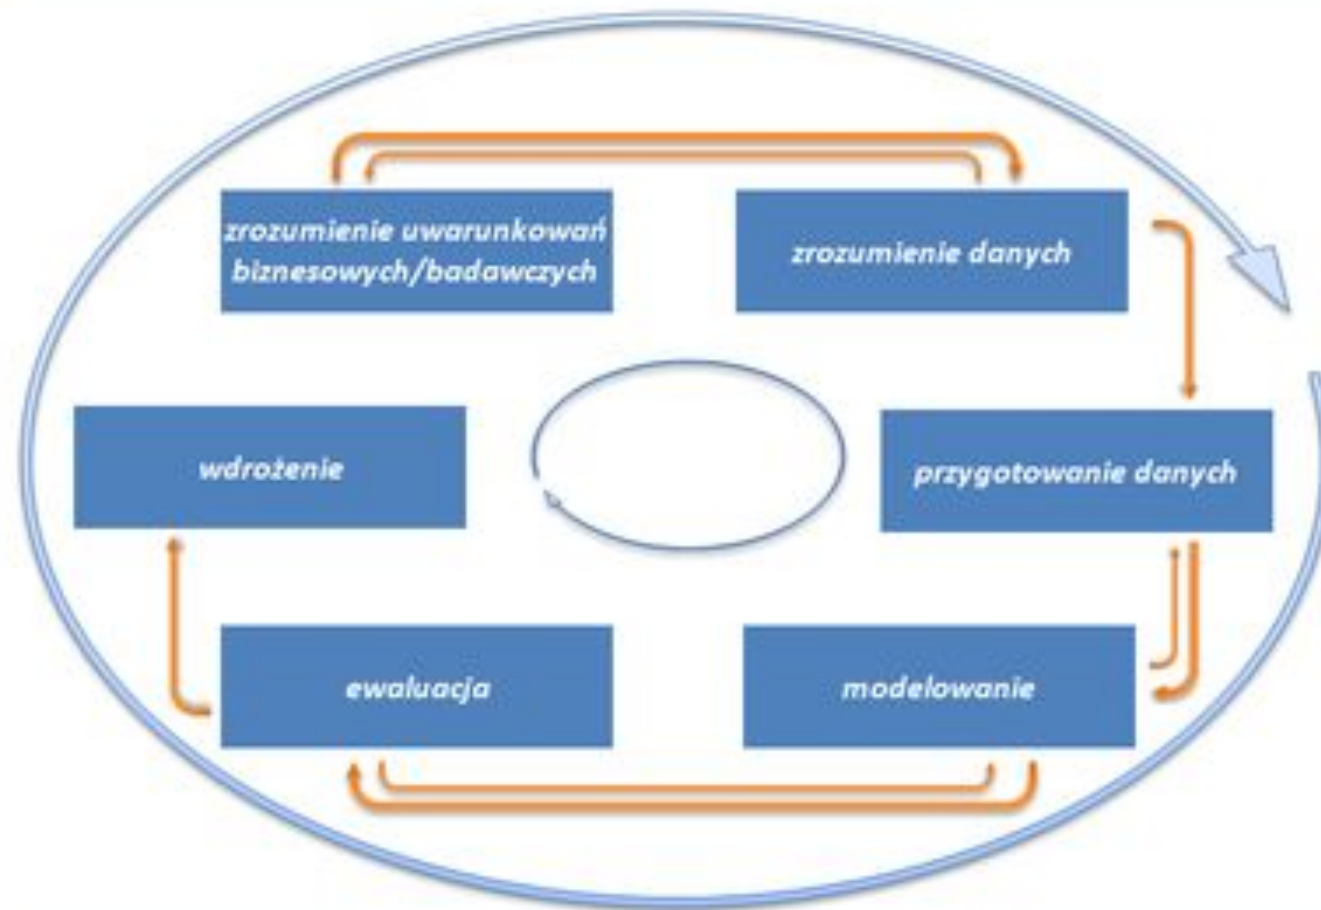 zrozumienie uwarunkowań
biznesowych/badawczych
zrozumienie danych
wdrożenie
przygotowanie danych
ewaluacja
modelowanie